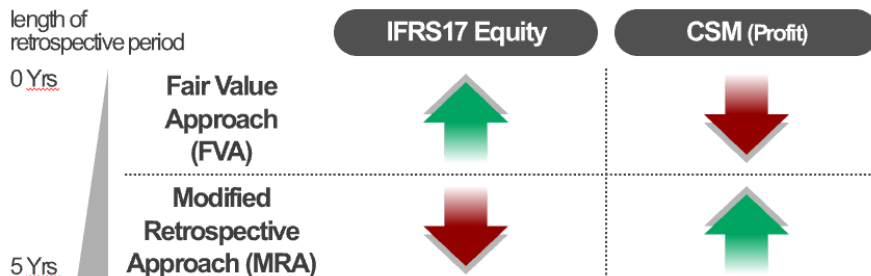 length of
retrospective period
IFRS17 Equity
CSM (Profit)
0 Yrs
Fair Value
Approach
(FVA)
Modified
Retrospective
Approach (MRA)
5 Yrs